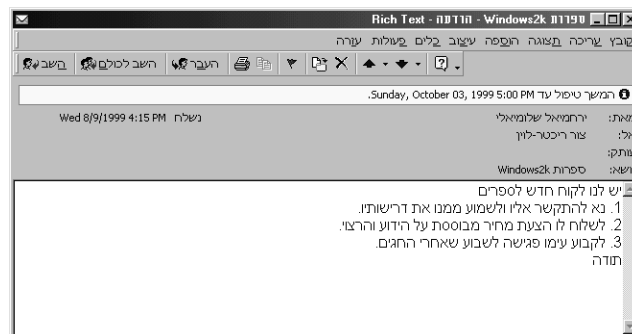 ספרות Windows2k - הודעה - Rich Text
קובץ עריכה תצוגה הוספה עיצוב כלים פעולות עזרה
השב השב לכולם העבר
המשך טיפול עד Sunday, October 03, 1999 5:00 PM.
מאת: ירחמיאל שלומיאלי נשלח Wed 8/9/1999 4:15 PM
אל: צור ריכטר-לוין
עותק:
נושא: ספרות Windows2k
יש לנו לקוח חדש לספרים
1. נא להתקשר אליו ולשמוע ממנו את דרישותיו.
2. לשלוח לו הצעת מחיר מבוססת על הידוע והרצוי.
3. לקבוע עימו פגישה לשבוע שאחרי החגים.
תודה